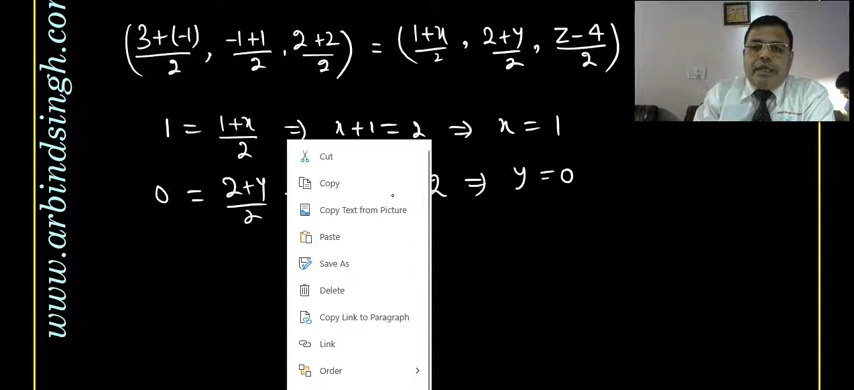 (3+(-1)/2, -1+1/2, 2+2/2) = (1+x/2, 2+y/2, z-4/2)
1 = 1+x/2 ⇒ x+1 = 2 ⇒ x = 1
0 = 2+y/2 2 ⇒ y = 0
Cut
Copy
Copy Text from Picture
Paste
Save As
Delete
Copy Link to Paragraph
Link
Order
www.arbindsingh.co